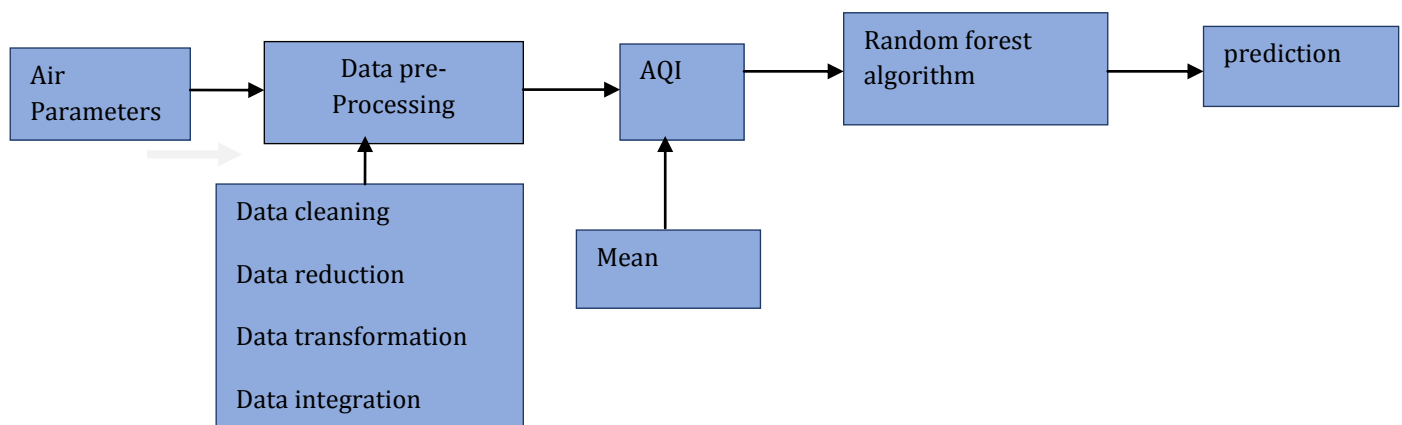 Air
Parameters
Data pre-
Processing
AQI
Random forest
algorithm
prediction
Data cleaning
Data reduction
Data transformation
Data integration
Mean